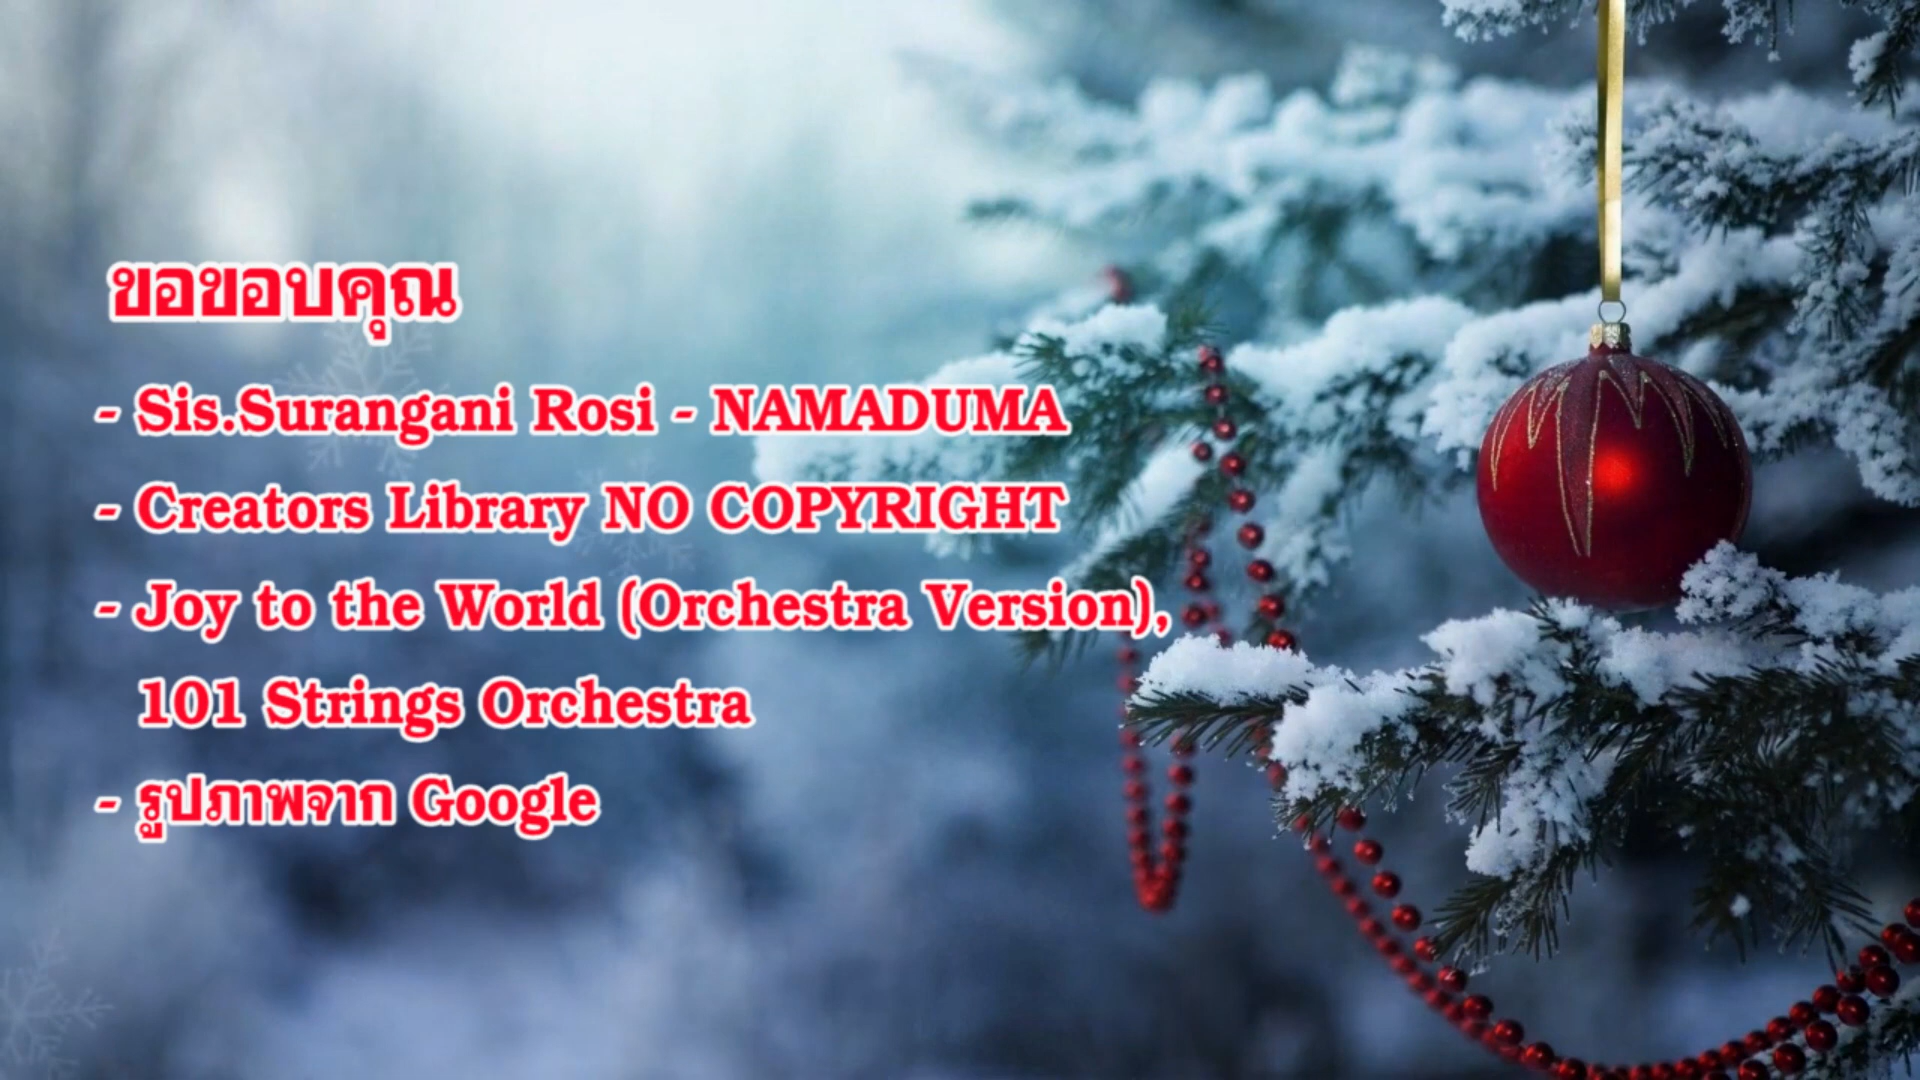 ขอขอบคุณ
- Sis.Surangani Rosi - NAMADUMA
- Creators Library NO COPYRIGHT
- Joy to the World (Orchestra Version),
101 Strings Orchestra
- รูปภาพจาก Google